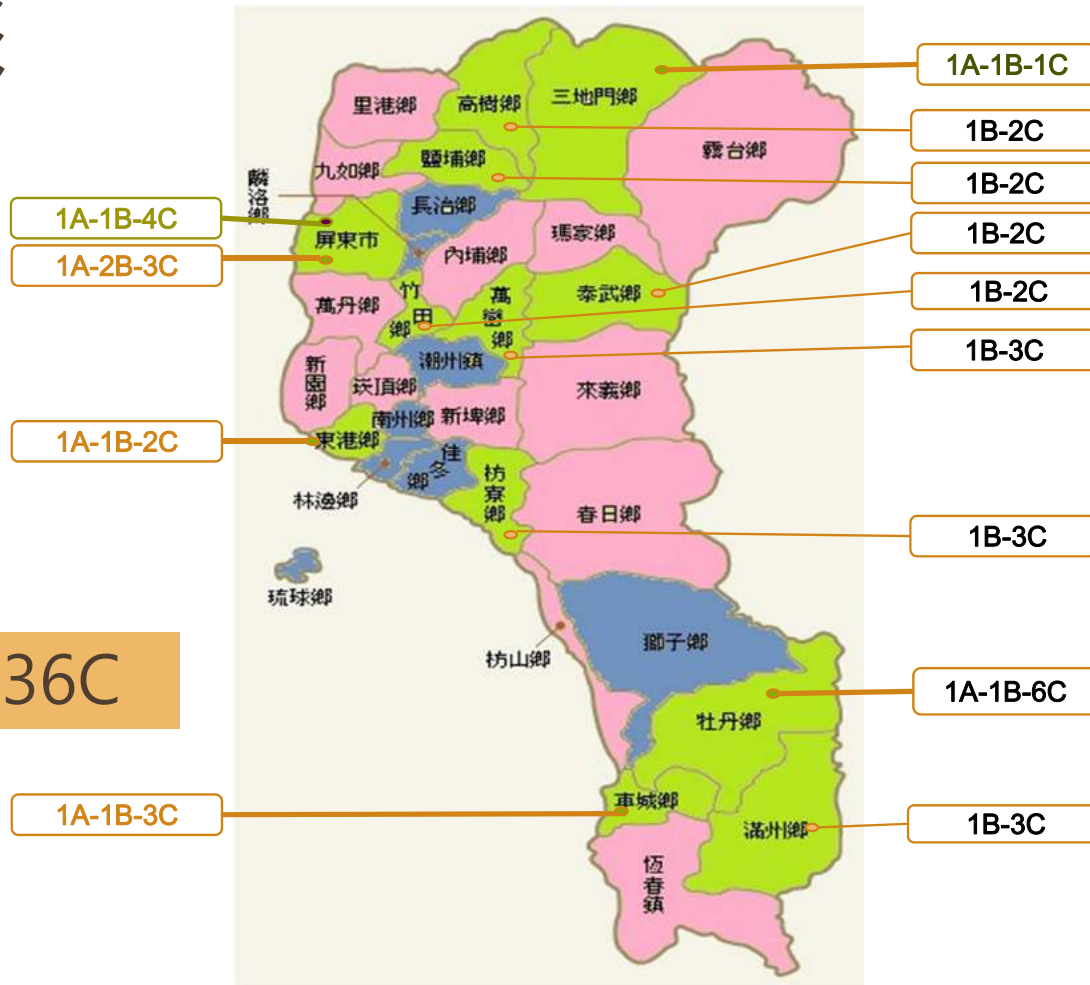 1A-1B-1C
1B-2C
1B-2C
1B-2C
1B-2C
1B-3C
1B-3C
1A-1B-6C
1B-3C
1A-1B-4C
1A-2B-3C
1A-1B-2C
36C
1A-1B-3C
里港鄉
高樹鄉
三地門鄉
霧台鄉
九如鄉
鹽埔鄉
麟洛鄉
長治鄉
屏東市
內埔鄉
瑪家鄉
萬丹鄉
竹田鄉
萬巒鄉
泰武鄉
新園鄉
崁頂鄉
潮州鎮
來義鄉
東港鄉
南州鄉
新埤鄉
林邊鄉
佳冬鄉
枋寮鄉
春日鄉
琉球鄉
枋山鄉
獅子鄉
牡丹鄉
車城鄉
滿州鄉
恆春鎮